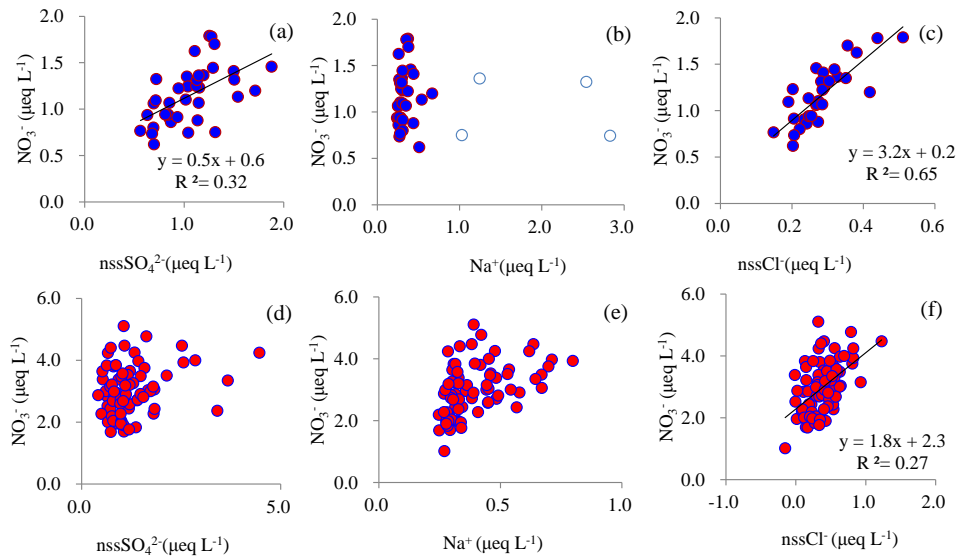 (a)
NO₃⁻ (µeq L⁻¹)
2.0
1.5
1.0
0.5
0.0
y = 0.5x + 0.6
R ²= 0.32
0.0 1.0 2.0
nssSO₄²⁻(µeq L⁻¹)
(b)
NO₃⁻ (µeq L⁻¹)
2.0
1.5
1.0
0.5
0.0
0.0 1.0 2.0 3.0
Na⁺(µeq L⁻¹)
(c)
NO₃⁻ (µeq L⁻¹)
2.0
1.5
1.0
0.5
0.0
y = 3.2x + 0.2
R ²= 0.65
0.0 0.2 0.4 0.6
nssCl⁻(µeq L⁻¹)
(d)
NO₃⁻ (µeq L⁻¹)
6.0
4.0
2.0
0.0
0.0 5.0
nssSO₄²⁻(µeq L⁻¹)
(e)
NO₃⁻ (µeq L⁻¹)
6.0
4.0
2.0
0.0
0.0 0.5 1.0
Na⁺ (µeq L⁻¹)
(f)
NO₃⁻ (µeq L⁻¹)
6.0
4.0
2.0
0.0
y = 1.8x + 2.3
R ²= 0.27
-1.0 0.0 1.0 2.0
nssCl⁻ (µeq L⁻¹)